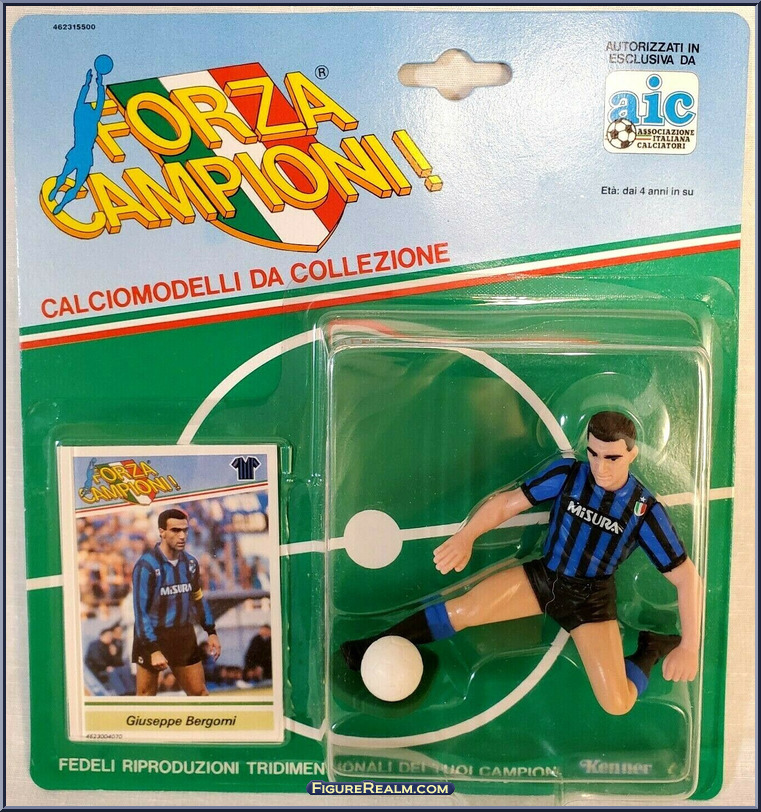 462315500
FORZA
CAMPIONI!
®
AUTORIZZATI IN
ESCLUSIVA DA
aic
ASSOCIAZIONE
ITALIANA
CALCIATORI
Età: dai 4 anni in su
CALCIOMODELLI DA COLLEZIONE
FORZA
CAMPIONI!
MiSURA
MiSURA
Giuseppe Bergomi
4623004070
FEDELI RIPRODUZIONI TRIDIMENSIONALI DEI TUOI CAMPIONI
Kenner
FIGUREREALM.COM